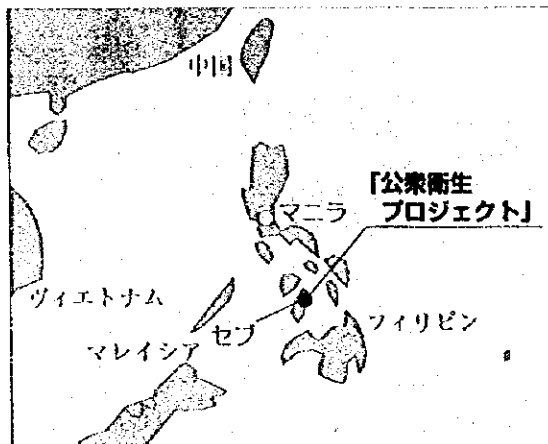 中国
「公衆衛生
プロジェクト」
マニラ
ヴィエトナム
セブ
フィリピン
マレイシア